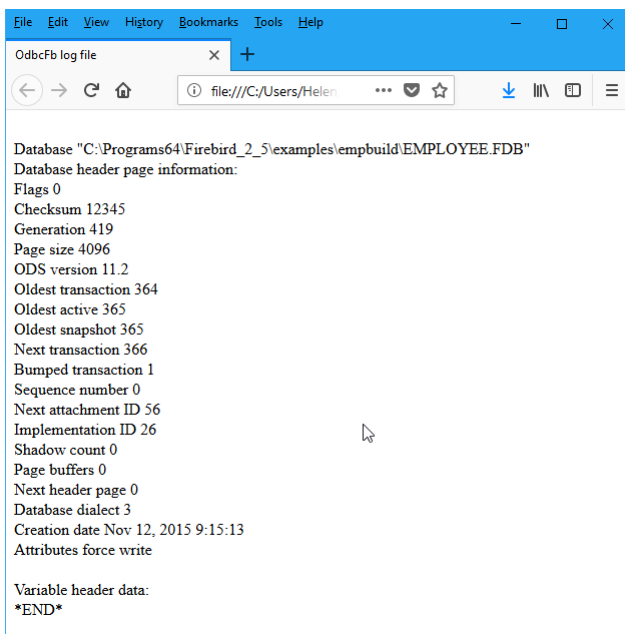 File Edit View History Bookmarks Tools Help
OdbcFb log file
file:///C:/Users/Helen
Database "C:\Programs64\Firebird_2_5\examples\empbuild\EMPLOYEE.FDB"
Database header page information:
Flags 0
Checksum 12345
Generation 419
Page size 4096
ODS version 11.2
Oldest transaction 364
Oldest active 365
Oldest snapshot 365
Next transaction 366
Bumped transaction 1
Sequence number 0
Next attachment ID 56
Implementation ID 26
Shadow count 0
Page buffers 0
Next header page 0
Database dialect 3
Creation date Nov 12, 2015 9:15:13
Attributes force write
Variable header data:
*END*